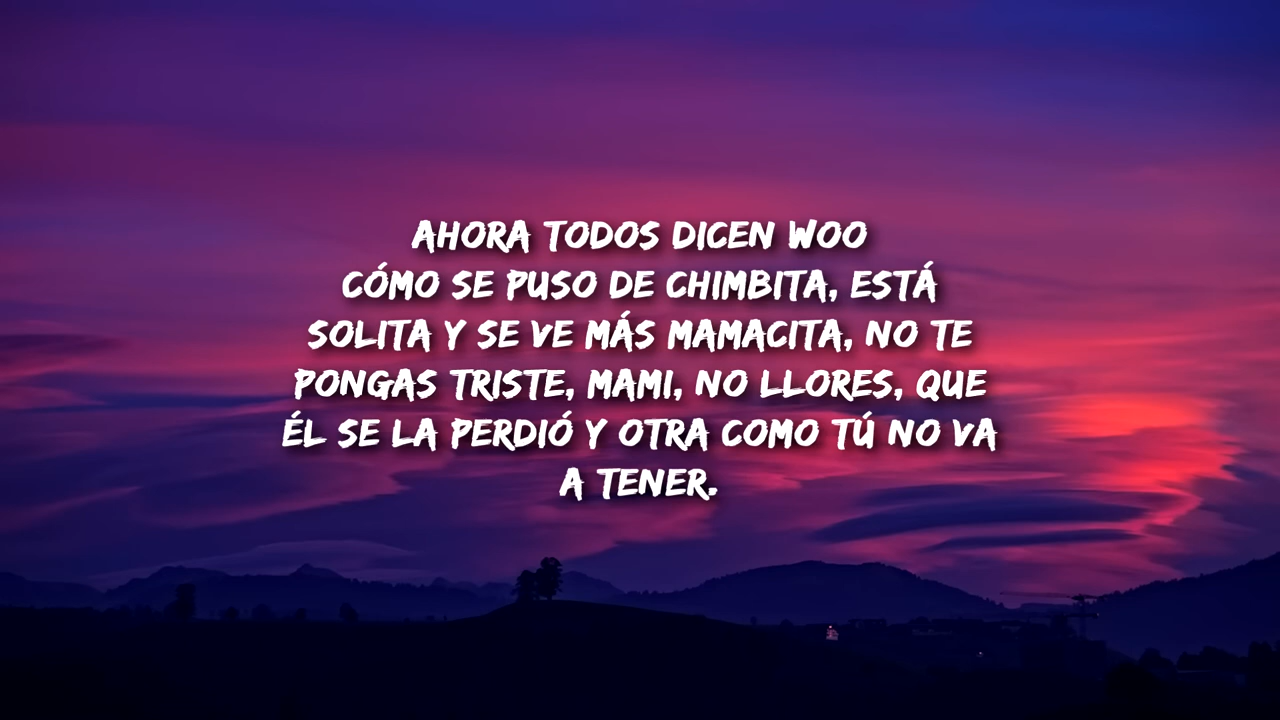 AHORA TODOS DICEN WOO
CÓMO SE PUSO DE CHIMBITA, ESTÁ
SOLITA Y SE VE MÁS MAMACITA, NO TE
PONGAS TRISTE, MAMI, NO LLORES, QUE
ÉL SE LA PERDIÓ Y OTRA COMO TÚ NO VA
A TENER.